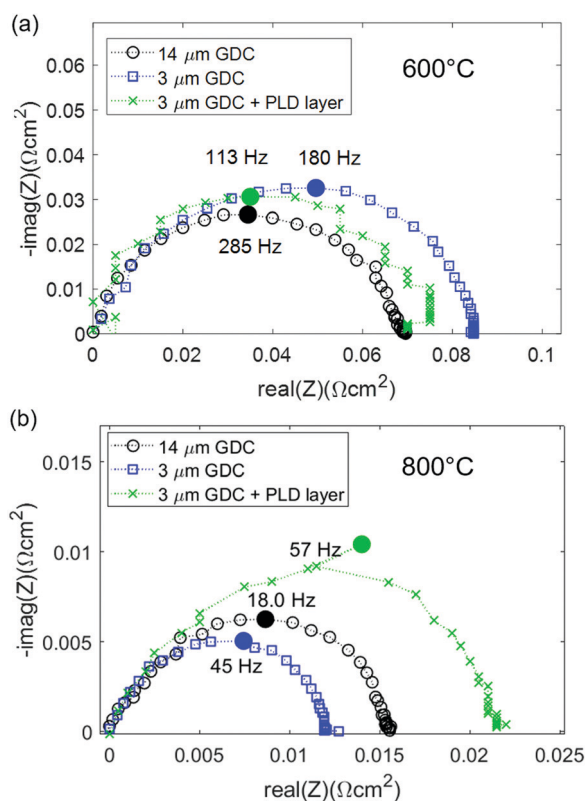 (a)
14 μm GDC
3 μm GDC
3 μm GDC + PLD layer
600°C
0.06
0.05
0.04
0.03
0.02
0.01
0
-imag(Z)(Ωcm²)
113 Hz
180 Hz
285 Hz
0
0.02
0.04
0.06
0.08
0.1
real(Z)(Ωcm²)
(b)
14 μm GDC
3 μm GDC
3 μm GDC + PLD layer
800°C
0.015
0.01
0.005
0
-imag(Z)(Ωcm²)
57 Hz
18.0 Hz
45 Hz
0
0.005
0.01
0.015
0.02
0.025
real(Z)(Ωcm²)